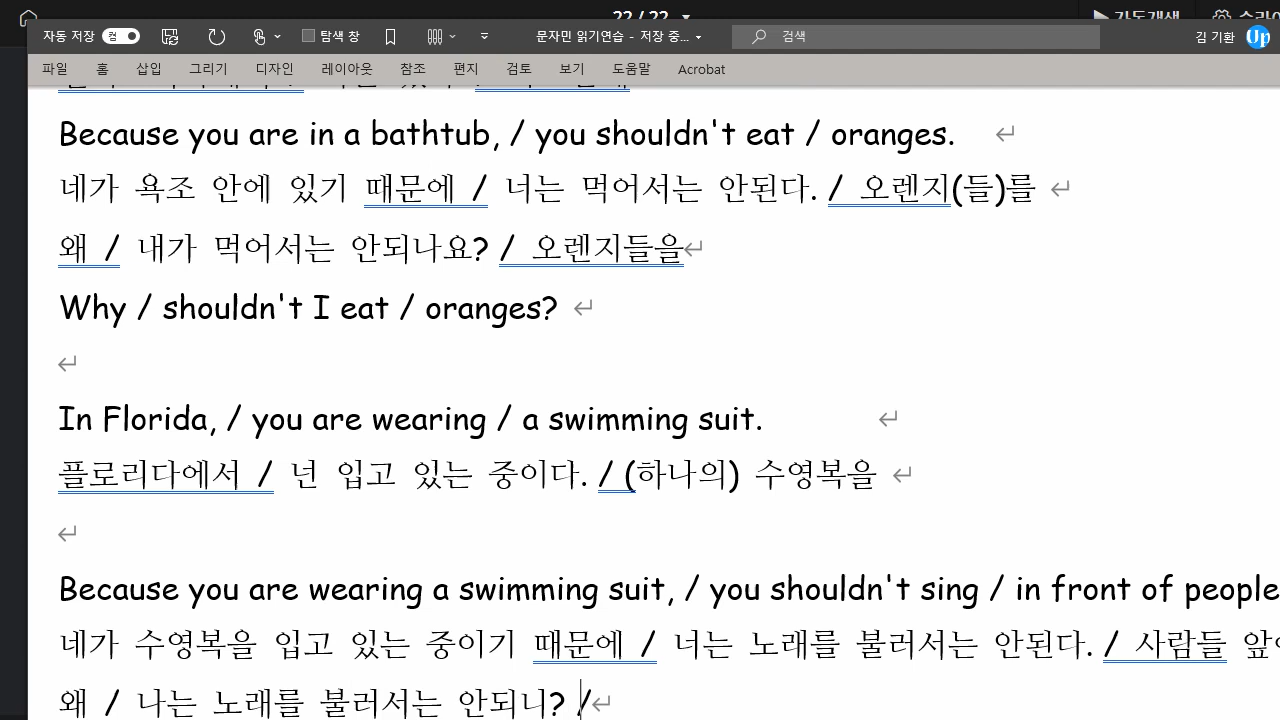 22 / 22
자동 저장 켬 탐색 창 문자민 읽기연습 - 저장 중... 검색 김 기환 Up
파일 홈 삽입 그리기 디자인 레이아웃 참조 편지 검토 보기 도움말 Acrobat
Because you are in a bathtub, / you shouldn't eat / oranges.
네가 욕조 안에 있기 때문에 / 너는 먹어서는 안된다. / 오렌지(들)를
왜 / 내가 먹어서는 안되나요? / 오렌지들을
Why / shouldn't I eat / oranges?
In Florida, / you are wearing / a swimming suit.
플로리다에서 / 넌 입고 있는 중이다. / (하나의) 수영복을
Because you are wearing a swimming suit, / you shouldn't sing / in front of people
네가 수영복을 입고 있는 중이기 때문에 / 너는 노래를 불러서는 안된다. / 사람들
왜 / 나는 노래를 불러서는 안되니? /